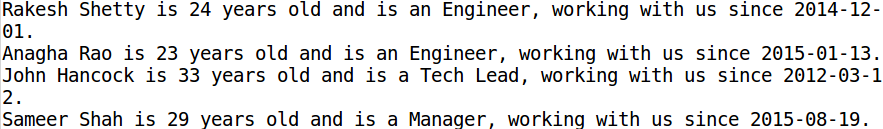 Rakesh Shetty is 24 years old and is an Engineer, working with us since 2014-12-
01.
Anagha Rao is 23 years old and is an Engineer, working with us since 2015-01-13.
John Hancock is 33 years old and is a Tech Lead, working with us since 2012-03-1
2.
Sameer Shah is 29 years old and is a Manager, working with us since 2015-08-19.